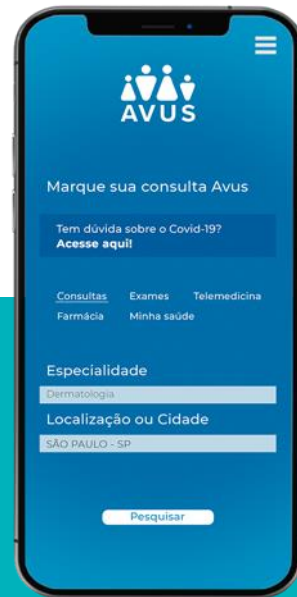 AVUS
Marque sua consulta Avus
Tem dúvida sobre o Covid-19?
Acesse aqui!
Consultas Exames Telemedicina
Farmácia Minha saúde
Especialidade
Dermatologia
Localização ou Cidade
SÃO PAULO - SP
Pesquisar